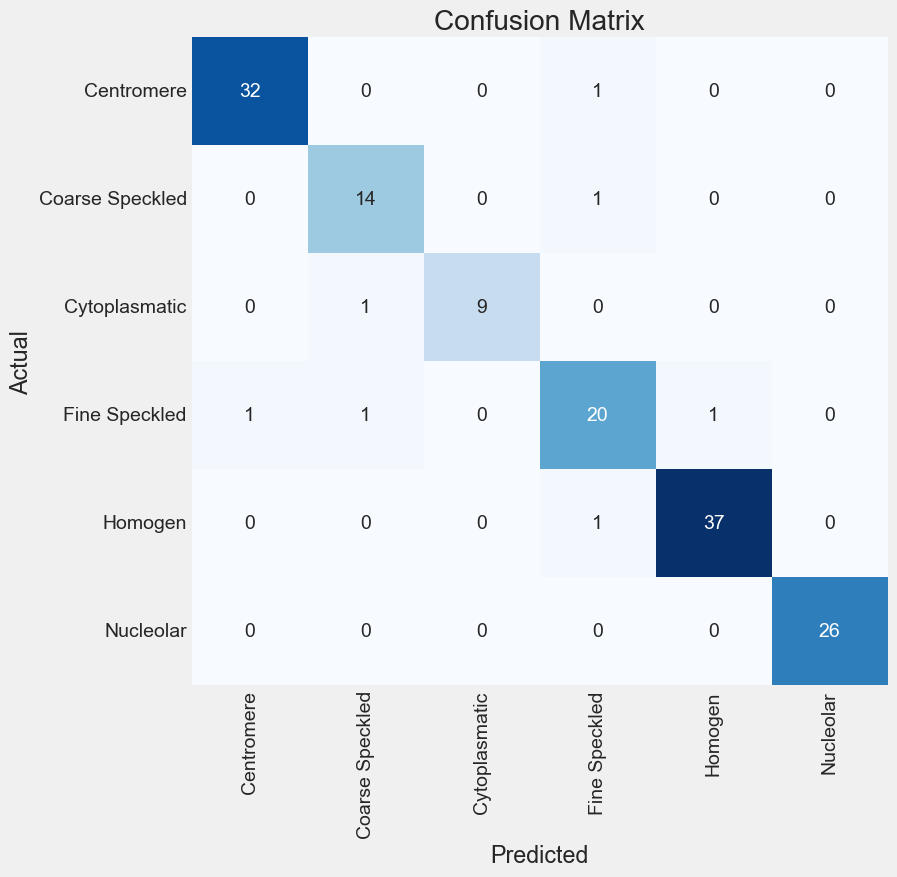 Confusion Matrix
Actual
Centromere 32 0 0 1 0 0
Coarse Speckled 0 14 0 1 0 0
Cytoplasmatic 0 1 9 0 0 0
Fine Speckled 1 1 0 20 1 0
Homogen 0 0 0 1 37 0
Nucleolar 0 0 0 0 0 26
Centromere
Coarse Speckled
Cytoplasmatic
Fine Speckled
Homogen
Nucleolar
Predicted